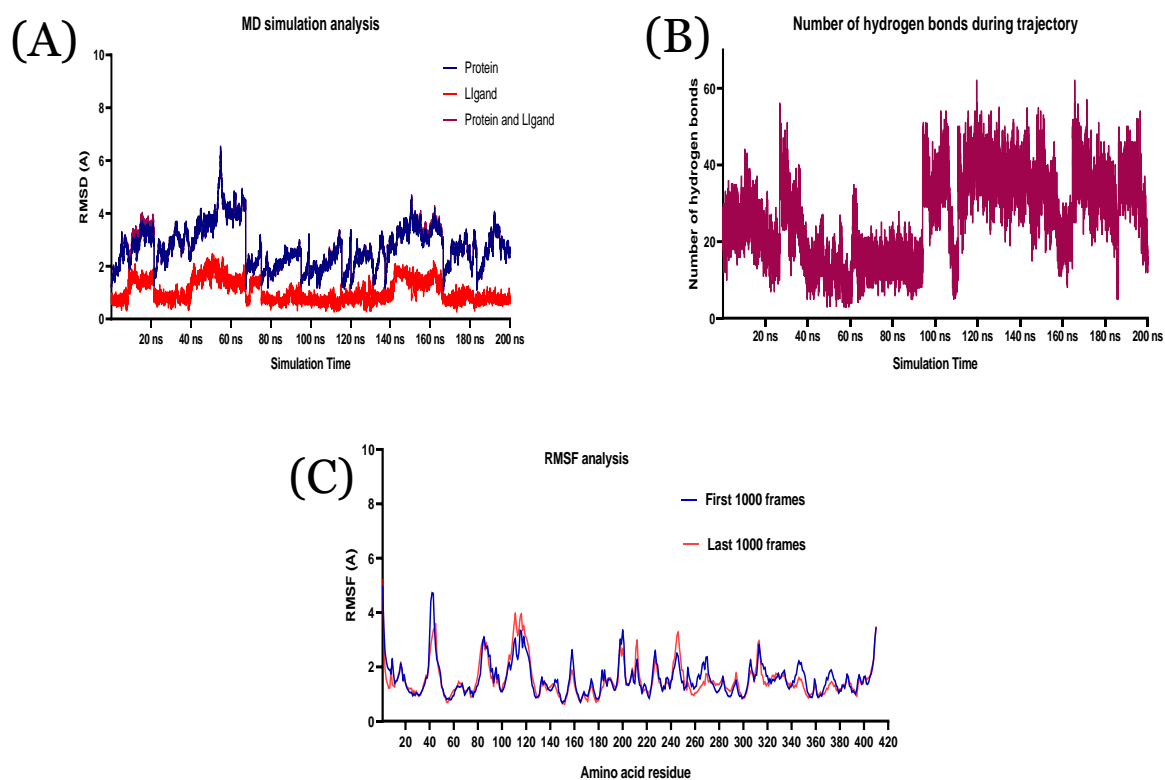 (A)
MD simulation analysis
RMSD (A)
10
8
6
4
2
0
Protein
LIgand
Protein and LIgand
20 ns 40 ns 60 ns 80 ns 100 ns 120 ns 140 ns 160 ns 180 ns 200 ns
Simulation Time
(B)
Number of hydrogen bonds during trajectory
Number of hydrogen bonds
60
40
20
0
20 ns 40 ns 60 ns 80 ns 100 ns 120 ns 140 ns 160 ns 180 ns 200 ns
Simulation Time
(C)
RMSF analysis
RMSF (A)
10
8
6
4
2
0
First 1000 frames
Last 1000 frames
20 40 60 80 100 120 140 160 180 200 220 240 260 280 300 320 340 360 380 400 420
Amino acid residue